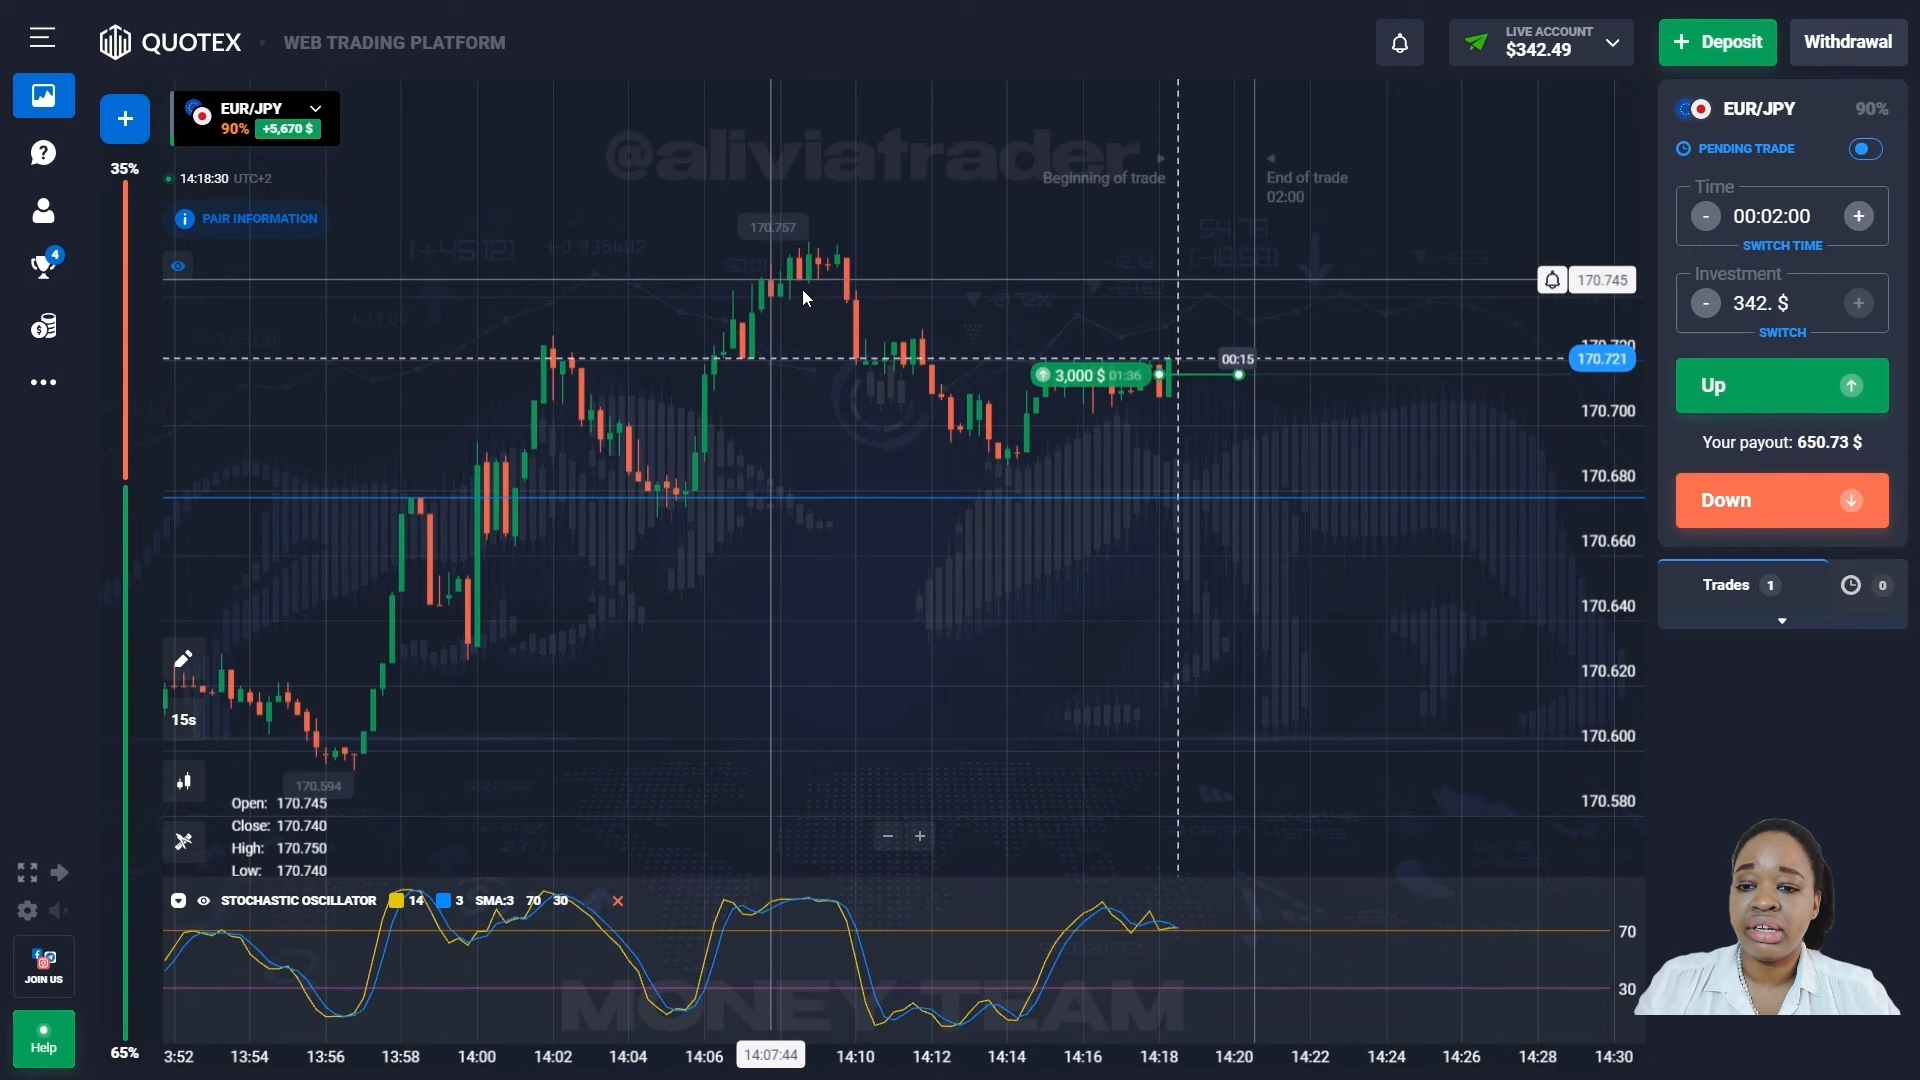 QUOTEX
WEB TRADING PLATFORM
LIVE ACCOUNT
$342.49
+ Deposit
Withdrawal
EUR/JPY
90%
+5,670 $
35%
14:18:30 UTC+2
PAIR INFORMATION
@aliviatrader
Beginning of trade
End of trade
02:00
170.757
170.745
170.721
3,000 $ 01:36
00:15
170.700
170.680
170.660
170.640
170.620
170.600
170.580
170.594
15s
Open: 170.745
Close: 170.740
High: 170.750
Low: 170.740
STOCHASTIC OSCILLATOR 14 3 SMA:3 70 30
70
30
MONEY TEAM
3:52 13:54 13:56 13:58 14:00 14:02 14:04 14:06 14:07:44 14:10 14:12 14:14 14:16 14:18 14:20 14:22 14:24 14:26 14:28 14:30
65%
4
JOIN US
Help
EUR/JPY 90%
PENDING TRADE
Time
- 00:02:00 +
SWITCH TIME
Investment
- 342. $ +
SWITCH
Up
Your payout: 650.73 $
Down
Trades 1
0